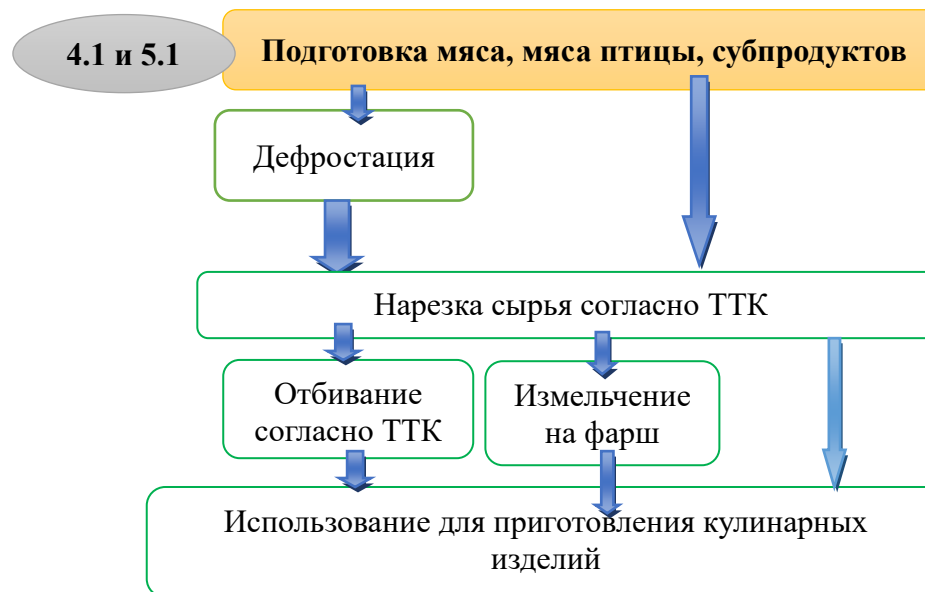 4.1 и 5.1
Подготовка мяса, мяса птицы, субпродуктов
Дефростация
Нарезка сырья согласно ТТК
Отбивание
согласно ТТК
Измельчение
на фарш
Использование для приготовления кулинарных
изделий